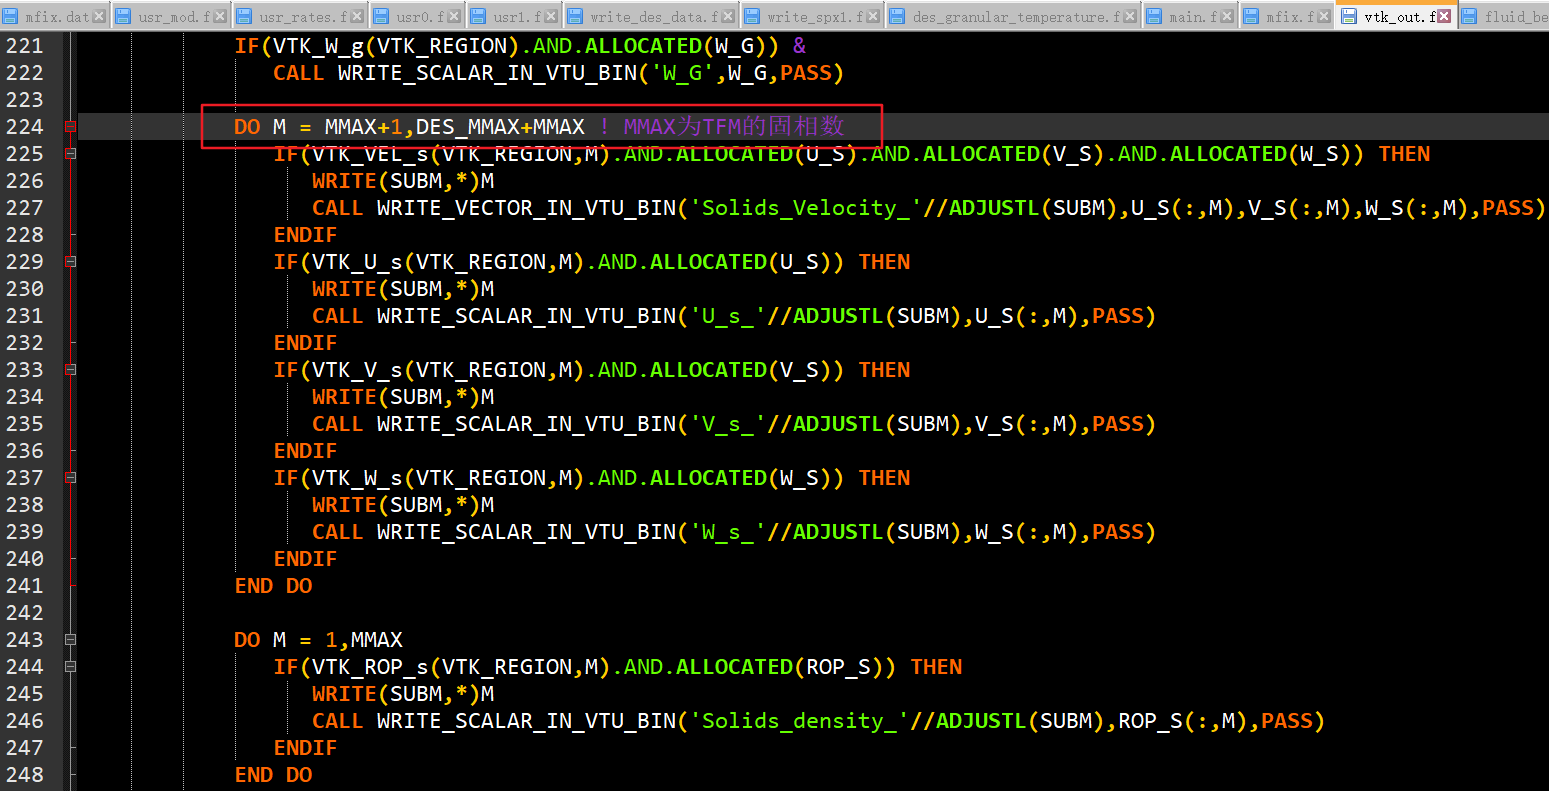 mfix.dat usr_mod.f usr_rates.f usr0.f usr1.f write_des_data.f write_spx1.f des_granular_temperature.f main.f mfix.f vtk_out.f fluid_be
221 IF(VTK_W_g(VTK_REGION).AND.ALLOCATED(W_G)) &
222 CALL WRITE_SCALAR_IN_VTU_BIN('W_G',W_G,PASS)
223
224 DO M = MMAX+1,DES_MMAX+MMAX ! MMAX为TFM的固相数
225 IF(VTK_VEL_s(VTK_REGION,M).AND.ALLOCATED(U_S).AND.ALLOCATED(V_S).AND.ALLOCATED(W_S)) THEN
226 WRITE(SUBM,*)M
227 CALL WRITE_VECTOR_IN_VTU_BIN('Solids_Velocity_'//ADJUSTL(SUBM),U_S(:,M),V_S(:,M),W_S(:,M),PASS)
228 ENDIF
229 IF(VTK_U_s(VTK_REGION,M).AND.ALLOCATED(U_S)) THEN
230 WRITE(SUBM,*)M
231 CALL WRITE_SCALAR_IN_VTU_BIN('U_s_'//ADJUSTL(SUBM),U_S(:,M),PASS)
232 ENDIF
233 IF(VTK_V_s(VTK_REGION,M).AND.ALLOCATED(V_S)) THEN
234 WRITE(SUBM,*)M
235 CALL WRITE_SCALAR_IN_VTU_BIN('V_s_'//ADJUSTL(SUBM),V_S(:,M),PASS)
236 ENDIF
237 IF(VTK_W_s(VTK_REGION,M).AND.ALLOCATED(W_S)) THEN
238 WRITE(SUBM,*)M
239 CALL WRITE_SCALAR_IN_VTU_BIN('W_s_'//ADJUSTL(SUBM),W_S(:,M),PASS)
240 ENDIF
241 END DO
242
243 DO M = 1,MMAX
244 IF(VTK_ROP_s(VTK_REGION,M).AND.ALLOCATED(ROP_S)) THEN
245 WRITE(SUBM,*)M
246 CALL WRITE_SCALAR_IN_VTU_BIN('Solids_density_'//ADJUSTL(SUBM),ROP_S(:,M),PASS)
247 ENDIF
248 END DO